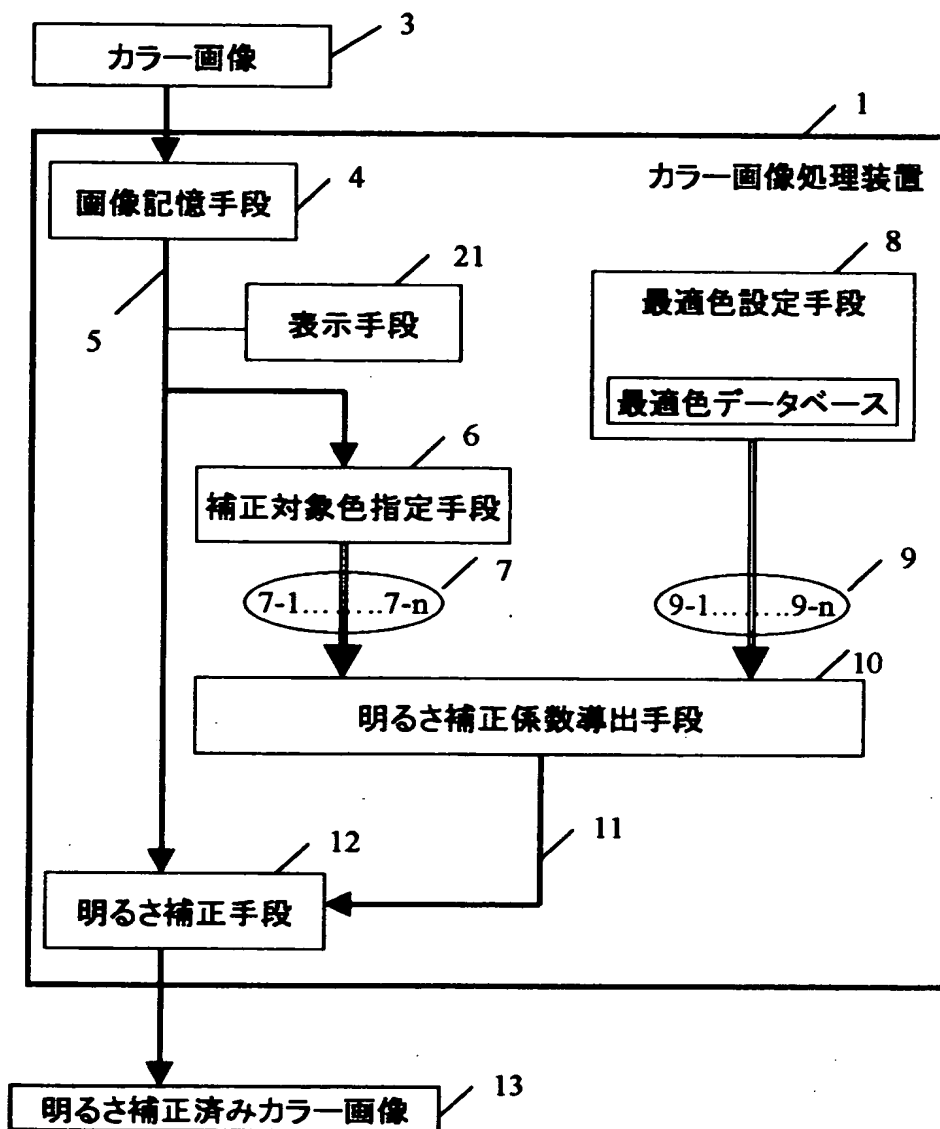 3
カラー画像
1
カラー画像処理装置
4
画像記憶手段
8
最適色設定手段
最適色データベース
21
表示手段
5
6
補正対象色指定手段
7
7-1........7-n
9
9-1........9-n
10
明るさ補正係数導出手段
11
12
明るさ補正手段
13
明るさ補正済みカラー画像